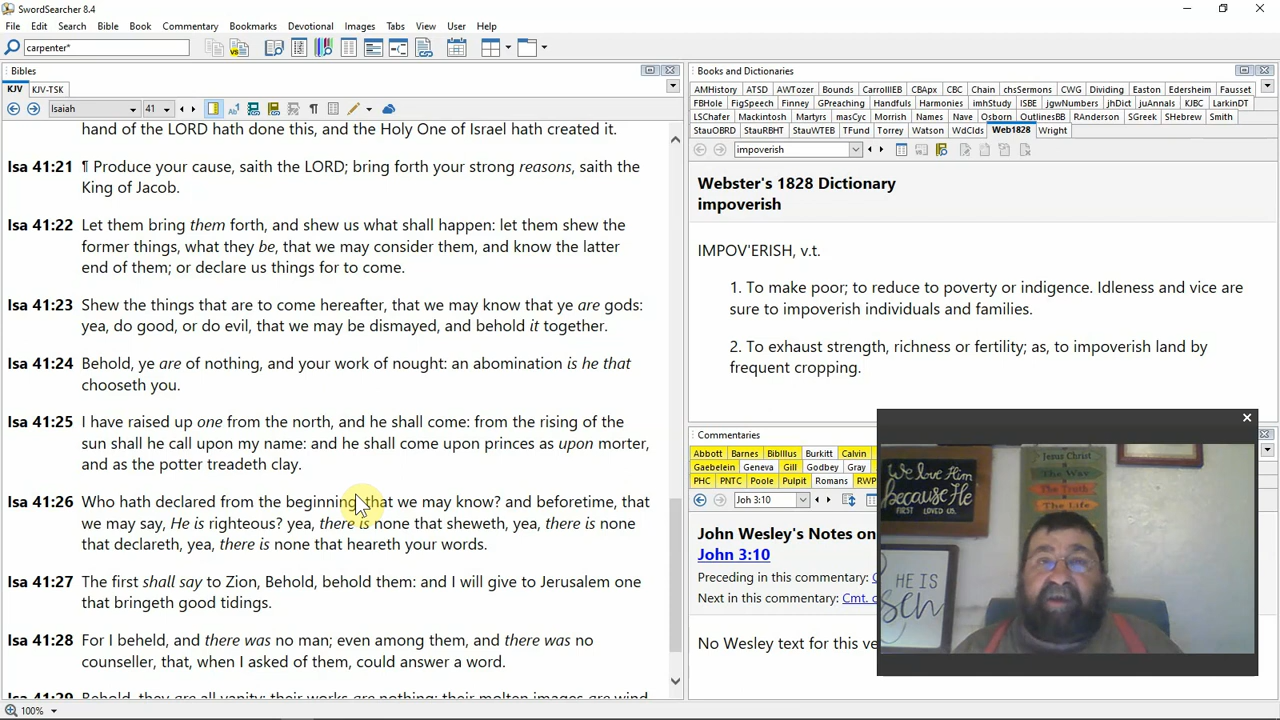 SwordSearcher 8.4
File Edit Search Bible Book Commentary Bookmarks Devotional Images Tabs View User Help
carpenter*
Bibles
KJV KJV-TSK
Isaiah 41
hand of the LORD hath done this, and the Holy One of Israel hath created it.
Isa 41:21 ¶ Produce your cause, saith the LORD; bring forth your strong reasons, saith the
King of Jacob.
Isa 41:22 Let them bring them forth, and shew us what shall happen: let them shew the
former things, what they be, that we may consider them, and know the latter
end of them; or declare us things for to come.
Isa 41:23 Shew the things that are to come hereafter, that we may know that ye are gods:
yea, do good, or do evil, that we may be dismayed, and behold it together.
Isa 41:24 Behold, ye are of nothing, and your work of nought: an abomination is he that
chooseth you.
Isa 41:25 I have raised up one from the north, and he shall come: from the rising of the
sun shall he call upon my name: and he shall come upon princes as upon morter,
and as the potter treadeth clay.
Isa 41:26 Who hath declared from the beginning, that we may know? and beforetime, that
we may say, He is righteous? yea, there is none that sheweth, yea, there is none
that declareth, yea, there is none that heareth your words.
Isa 41:27 The first shall say to Zion, Behold, behold them: and I will give to Jerusalem one
that bringeth good tidings.
Isa 41:28 For I beheld, and there was no man; even among them, and there was no
counseller, that, when I asked of them, could answer a word.
Isa 41:29 Behold, they are all vanity; their works are nothing: their molten images are wind
100%
Books and Dictionaries
AMHistory ATSD AWTozer Bounds CarrollIEB CBApx CBC Chain chsSermons CWG Dividing Easton Edersheim Fausset
FBHole FigSpeech Finney GPreaching Handfuls Harmonies imhStudy ISBE jgwNumbers jhDict juAnnals KJBC LarkinDT
LSChafer Mackintosh Martyrs masCyc Morrish Names Nave Osborn OutlinesBB RAnderson SGreek SHebrew Smith
StauOBRD StauRBHT StauWTEB TFund Torrey Watson WdClds Web1828 Wright
impoverish
Webster's 1828 Dictionary
impoverish
IMPOV'ERISH, v.t.
1. To make poor; to reduce to poverty or indigence. Idleness and vice are
sure to impoverish individuals and families.
2. To exhaust strength, richness or fertility; as, to impoverish land by
frequent cropping.
Commentaries
Abbott Barnes BibIllus Burkitt Calvin
Gaebelein Geneva Gill Godbey Gray
PHC PNTC Poole Pulpit Romans RWP
Joh 3:10
John Wesley's Notes on
John 3:10
Preceding in this commentary:
Next in this commentary: Cmt.
No Wesley text for this ve
We love Him
because He
FIRST LOVED US.
Jesus Christ
The Way
The Truth
The Life
HE IS